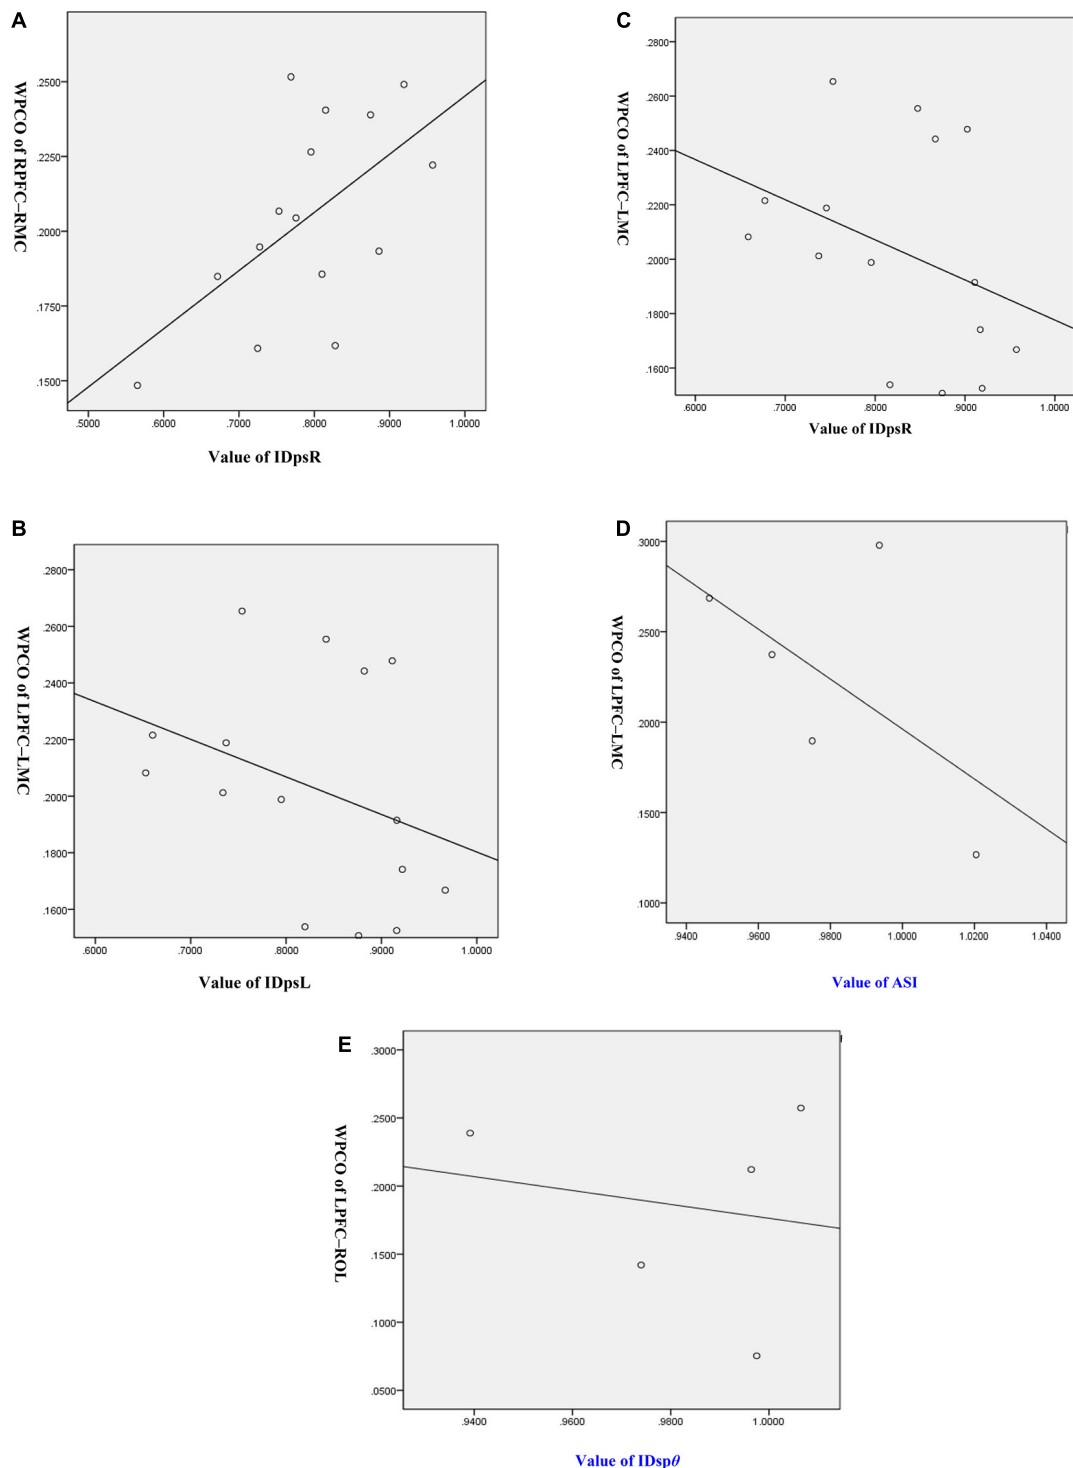 A
WPCO of RPFC–RMC
.2500
.2250
.2000
.1750
.1500
.5000 .6000 .7000 .8000 .9000 1.0000
Value of IDpsR
C
WPCO of LPFC–LMC
.2800
.2600
.2400
.2200
.2000
.1800
.1600
.6000 .7000 .8000 .9000 1.0000
Value of IDpsR
B
WPCO of LPFC–LMC
.2800
.2600
.2400
.2200
.2000
.1800
.1600
.6000 .7000 .8000 .9000 1.0000
Value of IDpsL
D
WPCO of LPFC–LMC
.3000
.2500
.2000
.1500
.1000
.9400 .9600 .9800 1.0000 1.0200 1.0400
Value of ASI
E
WPCO of LPFC–ROL
.3000
.2500
.2000
.1500
.1000
.0500
.9400 .9600 .9800 1.0000
Value of IDspθ